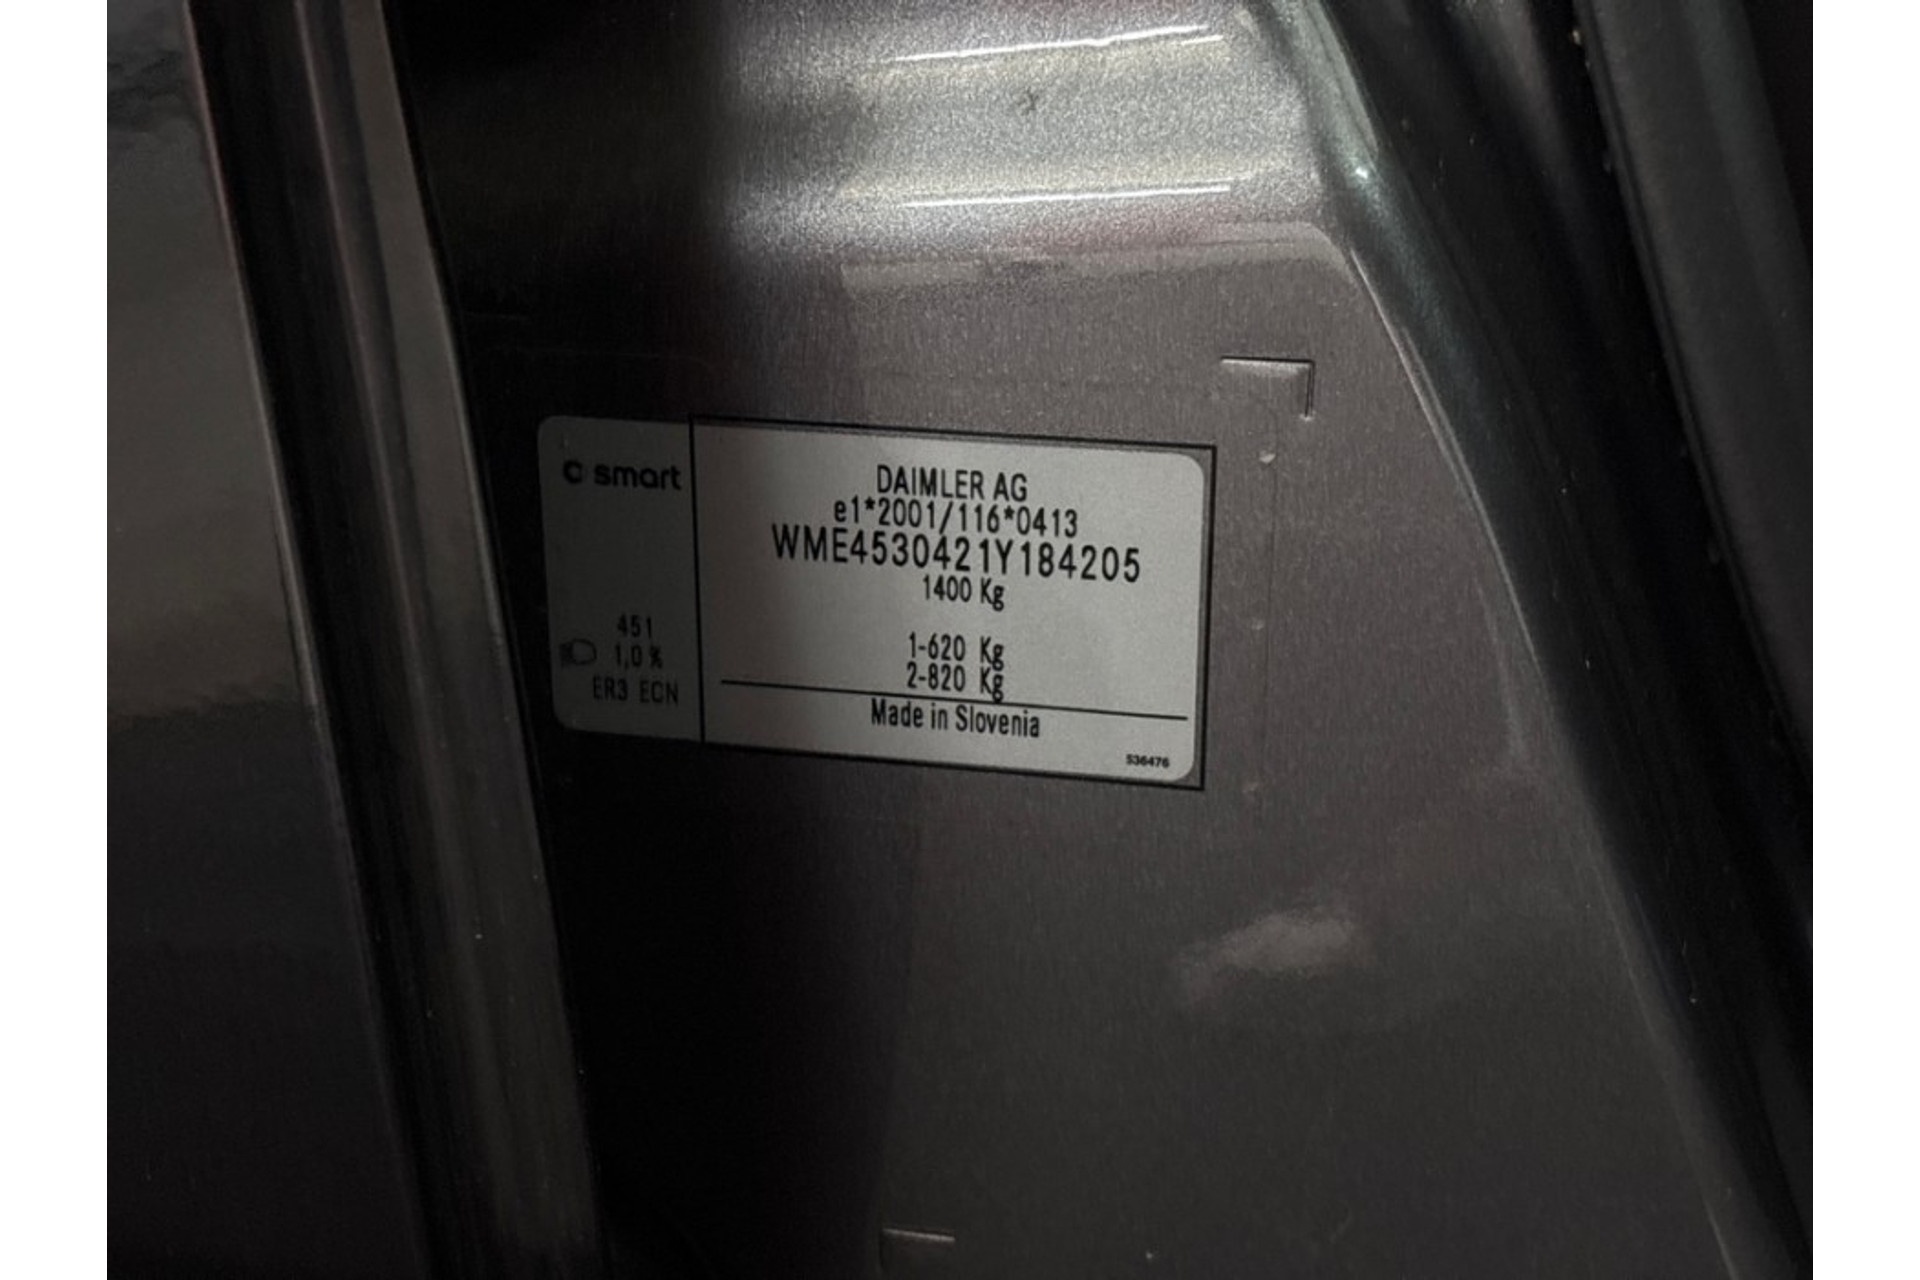 smart
451
1,0 %
ER3 ECN
DAIMLER AG
e1*2001/116*0413
WME4530421Y184205
1400 Kg
1-620 Kg
2-820 Kg
Made in Slovenia
536476